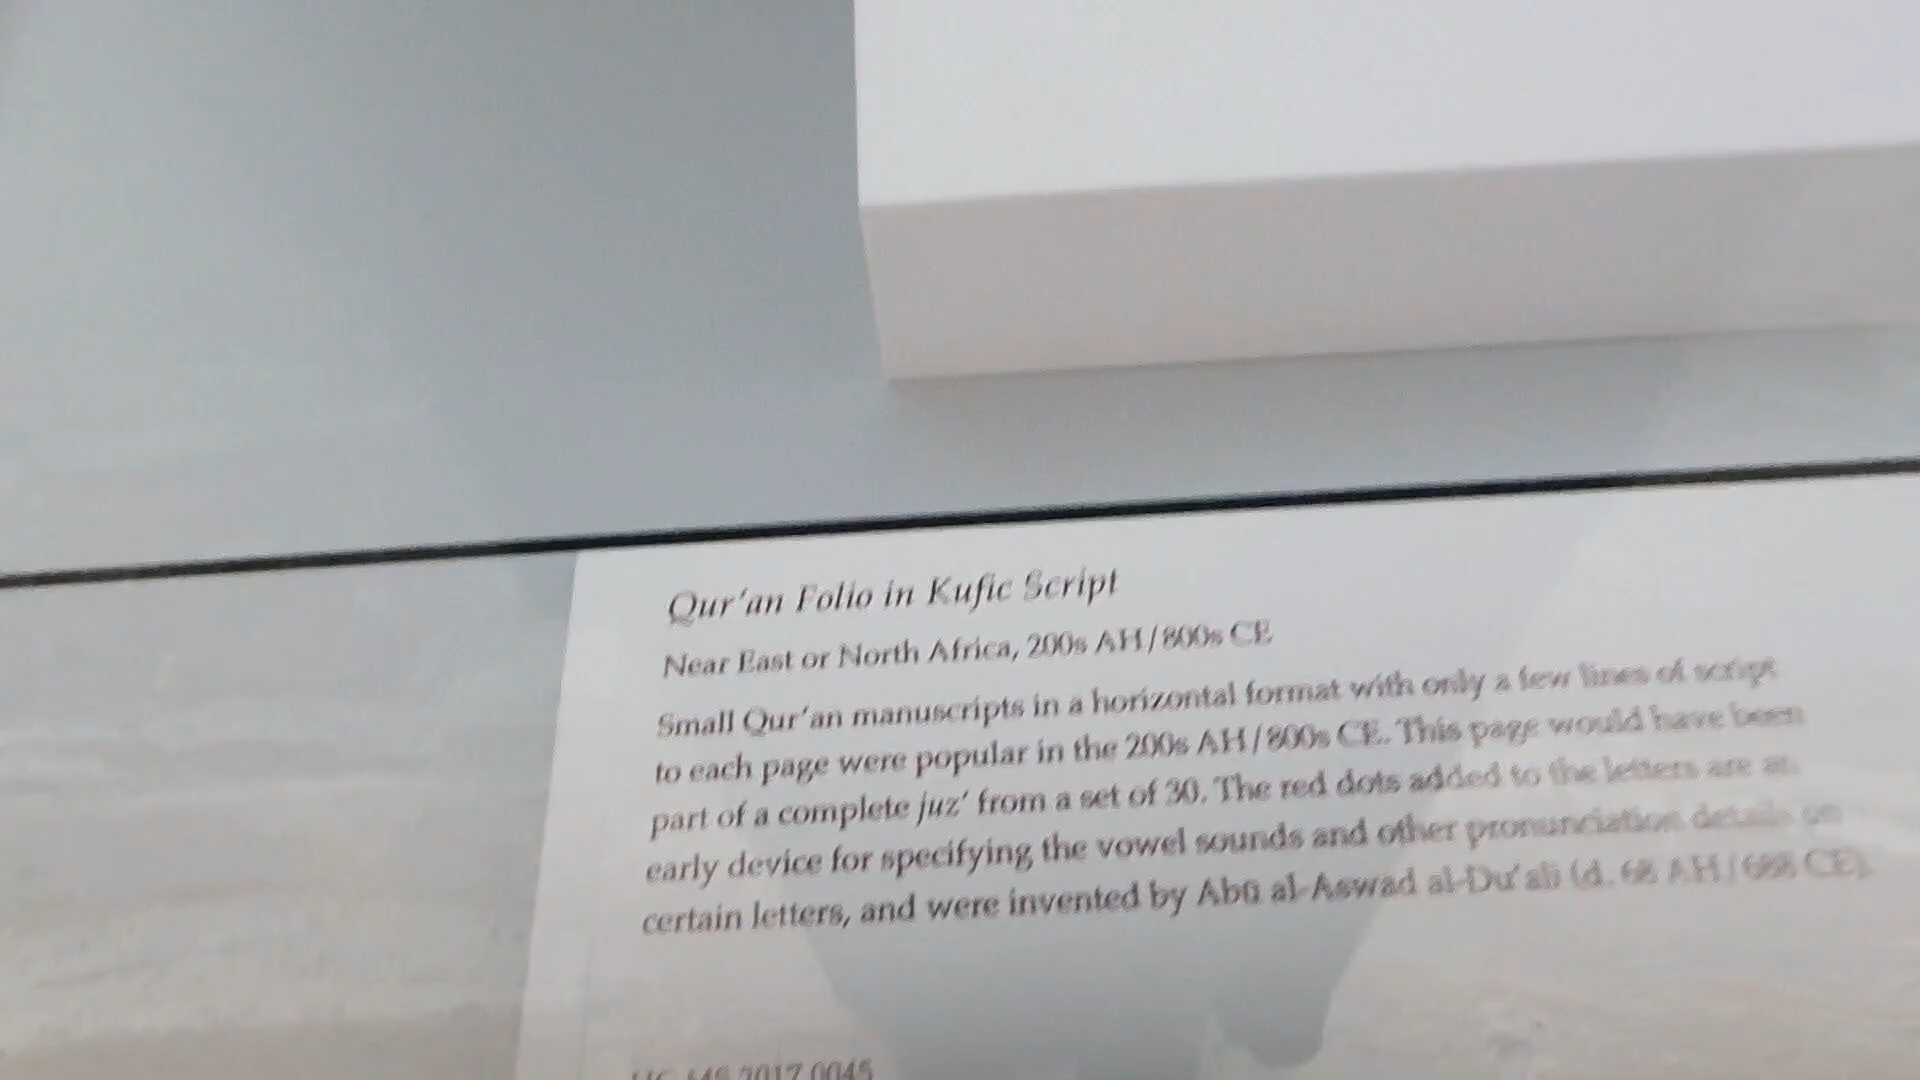 Qur'an Folio in Kufic Script
Near East or North Africa, 200s AH/800s CE
Small Qur'an manuscripts in a horizontal format with only a few lines of script
to each page were popular in the 200s AH/800s CE. This page would have been
part of a complete juz' from a set of 30. The red dots added to the letters are an
early device for specifying the vowel sounds and other pronunciation details on
certain letters, and were invented by Abū al-Aswad al-Du'ali (d. 68 AH/688 CE).
MS 2017.0045